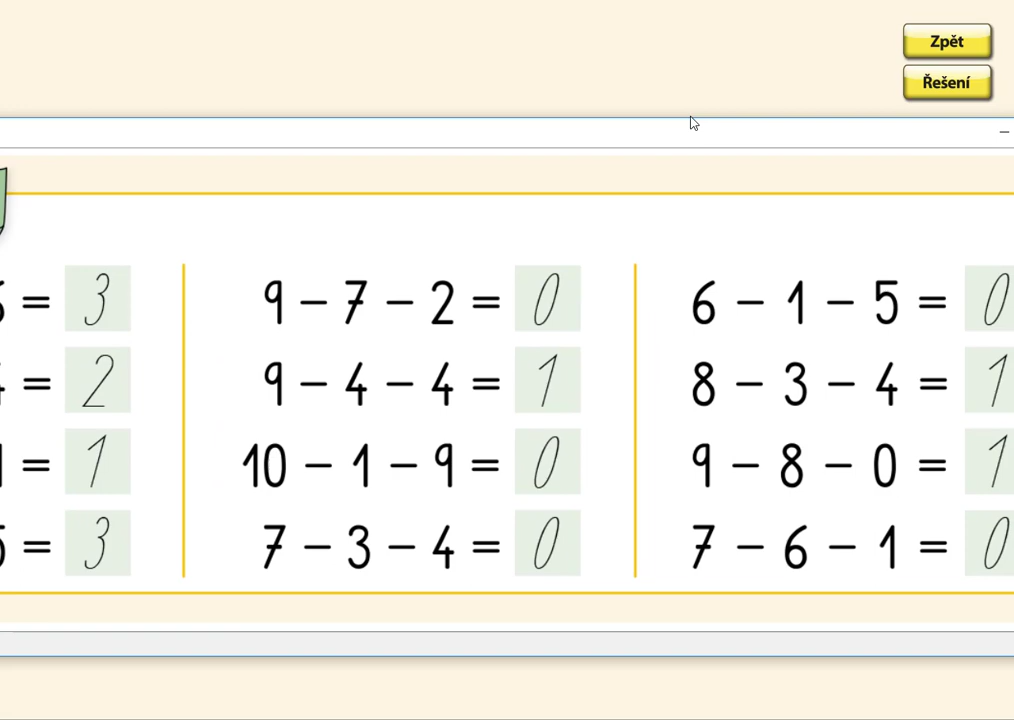 Zpět
Řešení
= 3
9 – 7 – 2 = 0
6 – 1 – 5 = 0
= 2
9 – 4 – 4 = 1
8 – 3 – 4 = 1
= 1
10 – 1 – 9 = 0
9 – 8 – 0 = 1
= 3
7 – 3 – 4 = 0
7 – 6 – 1 = 0